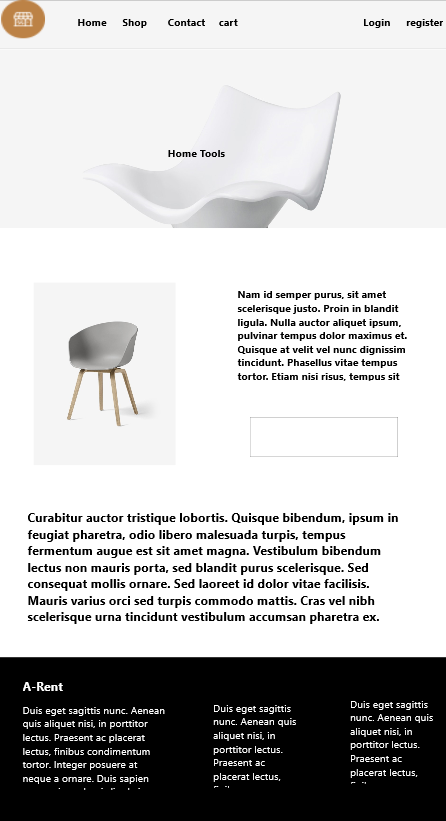 Home Shop Contact cart Login register
Home Tools
Nam id semper purus, sit amet
scelerisque justo. Proin in blandit
ligula. Nulla auctor aliquet ipsum,
pulvinar tempus dolor maximus et.
Quisque at velit vel nunc dignissim
tincidunt. Phasellus vitae tempus
tortor. Etiam nisi risus, tempus sit
Curabitur auctor tristique lobortis. Quisque bibendum, ipsum in
feugiat pharetra, odio libero malesuada turpis, tempus
fermentum augue est sit amet magna. Vestibulum bibendum
lectus non mauris porta, sed blandit purus scelerisque. Sed
consequat mollis ornare. Sed laoreet id dolor vitae facilisis.
Mauris varius orci sed turpis commodo mattis. Cras vel nibh
scelerisque urna tincidunt vestibulum accumsan pharetra ex.
A-Rent
Duis eget sagittis nunc. Aenean
quis aliquet nisi, in porttitor
lectus. Praesent ac placerat
lectus, finibus condimentum
tortor. Integer posuere at
neque a ornare. Duis sapien
Duis eget sagittis
nunc. Aenean quis
aliquet nisi, in
porttitor lectus.
Praesent ac
placerat lectus,
Duis eget sagittis
nunc. Aenean quis
aliquet nisi, in
porttitor lectus.
Praesent ac
placerat lectus,